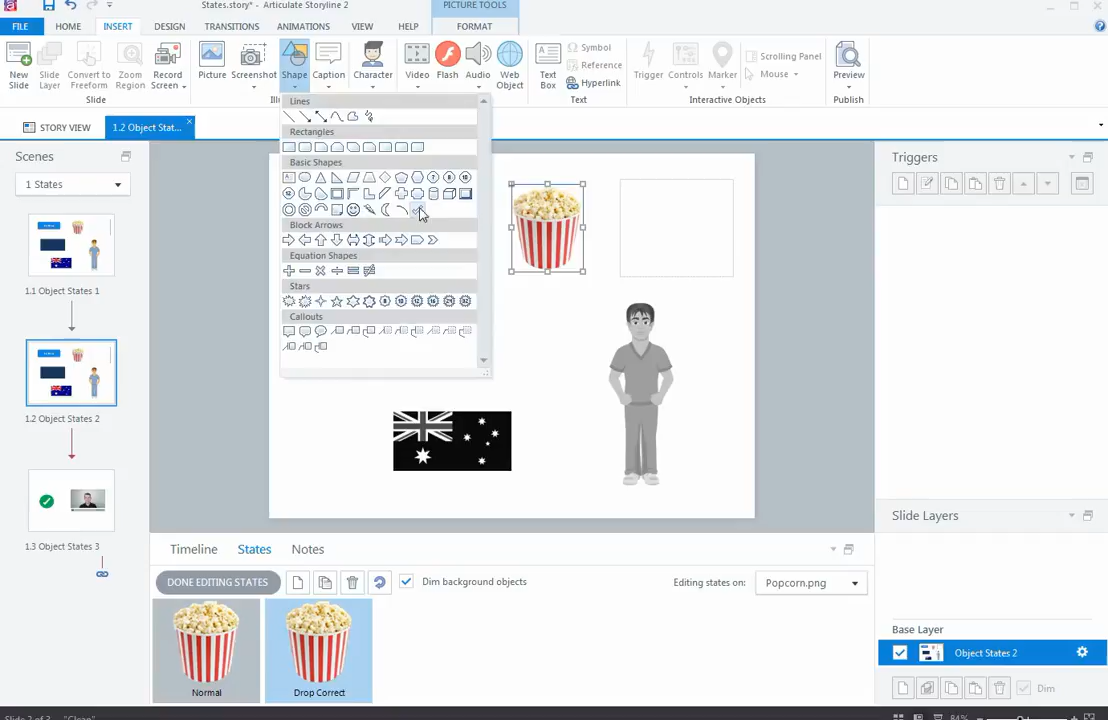 States.story* - Articulate Storyline 2
PICTURE TOOLS
FILE HOME INSERT DESIGN TRANSITIONS ANIMATIONS VIEW HELP FORMAT
New Slide
Slide Layer
Convert to Freeform
Zoom Region
Record Screen
Slide
Picture
Screenshot
Shape
Caption
Character
Video
Flash
Audio
Web Object
Text Box
Symbol
Reference
Hyperlink
Text
Trigger
Controls
Marker
Scrolling Panel
Mouse
Interactive Objects
Preview
Publish
STORY VIEW
1.2 Object Stat...
Scenes
1 States
1.1 Object States 1
1.2 Object States 2
1.3 Object States 3
Lines
Rectangles
Basic Shapes
Block Arrows
Equation Shapes
Stars
Callouts
Timeline States Notes
DONE EDITING STATES
Dim background objects
Editing states on:
Popcorn.png
Normal
Drop Correct
Triggers
Slide Layers
Base Layer
Object States 2
Dim
Slide 2 of 3
"Clean"
84%